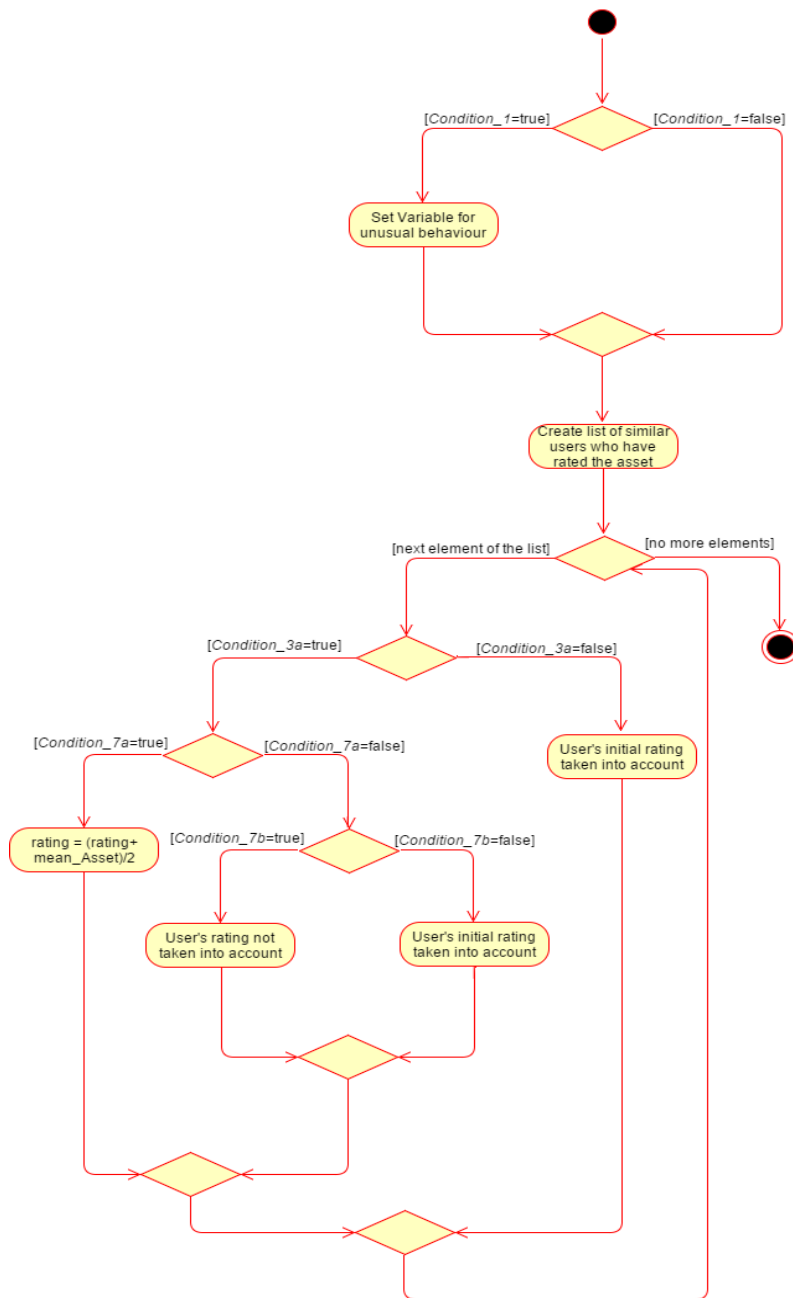 [Condition_1=true]
[Condition_1=false]
Set Variable for
unusual behaviour
Create list of similar
users who have
rated the asset
[next element of the list]
[no more elements]
[Condition_3a=true]
[Condition_3a=false]
[Condition_7a=true]
[Condition_7a=false]
User's initial rating
taken into account
rating = (rating+
mean_Asset)/2
[Condition_7b=true]
[Condition_7b=false]
User's rating not
taken into account
User's initial rating
taken into account